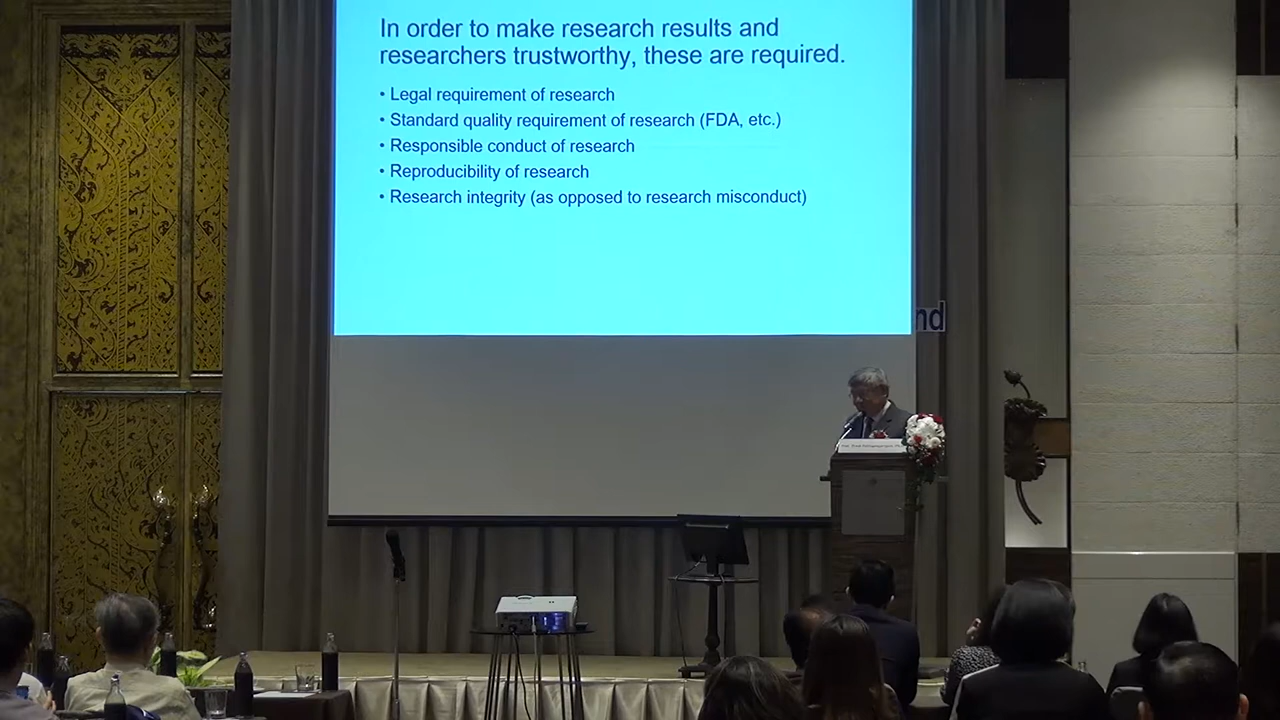 In order to make research results and
researchers trustworthy, these are required.
• Legal requirement of research
• Standard quality requirement of research (FDA, etc.)
• Responsible conduct of research
• Reproducibility of research
• Research integrity (as opposed to research misconduct)
nd